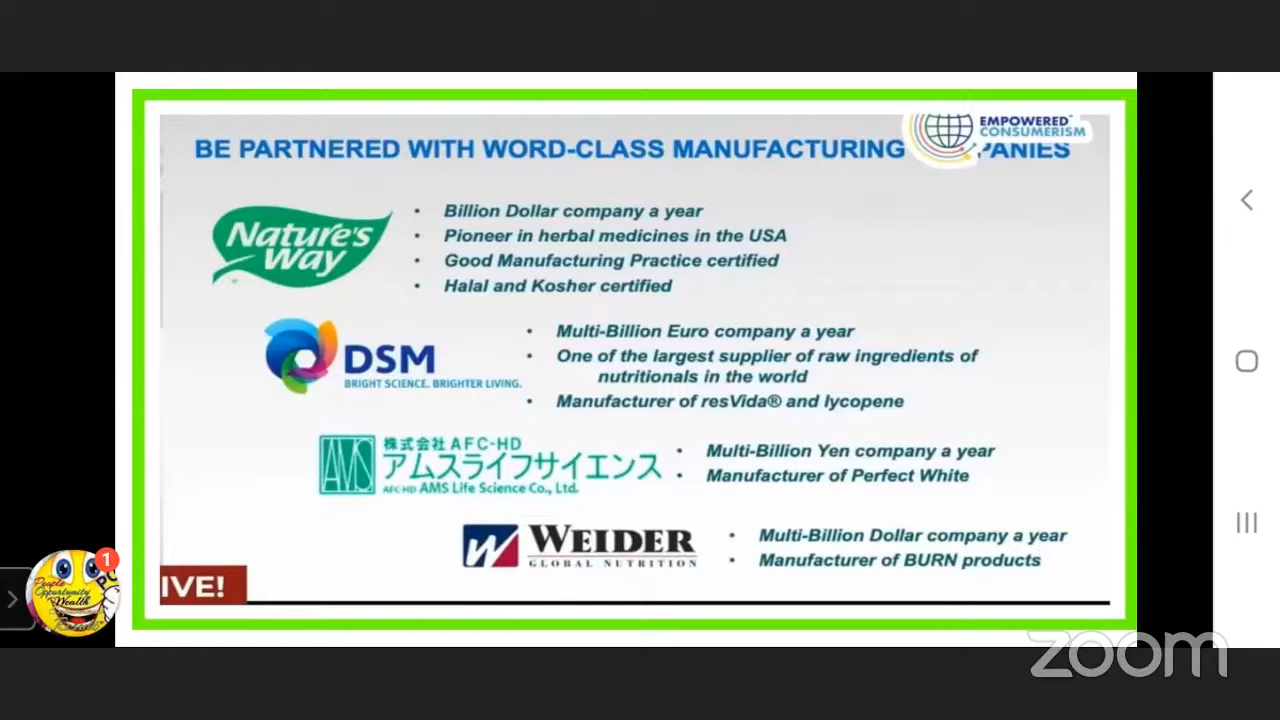 EMPOWERED
CONSUMERISM
BE PARTNERED WITH WORD-CLASS MANUFACTURING PANIES
Nature's
Way
• Billion Dollar company a year
• Pioneer in herbal medicines in the USA
• Good Manufacturing Practice certified
• Halal and Kosher certified
DSM
BRIGHT SCIENCE. BRIGHTER LIVING.
• Multi-Billion Euro company a year
• One of the largest supplier of raw ingredients of
nutritionals in the world
• Manufacturer of resVida® and lycopene
AMS
株式会社AFC-HD
アムスライフサイエンス
AFC-HD AMS Life Science Co., Ltd.
• Multi-Billion Yen company a year
• Manufacturer of Perfect White
W WEIDER
GLOBAL NUTRITION
• Multi-Billion Dollar company a year
• Manufacturer of BURN products
1
People
Opportunity
Wealth
IVE!
zoom